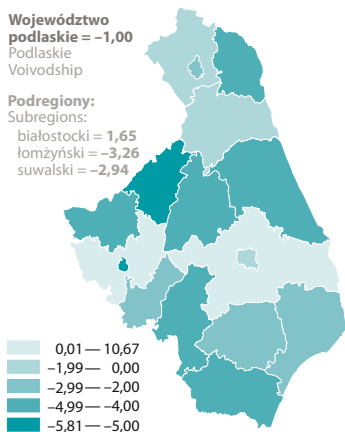 Województwo
podlaskie = –1,00
Podlaskie
Voivodship
Podregiony:
Subregions:
białostocki = 1,65
łomżyński = –3,26
suwalski = –2,94
0,01 — 10,67
–1,99 — 0,00
–2,99 — –2,00
–4,99 — –4,00
–5,81 — –5,00